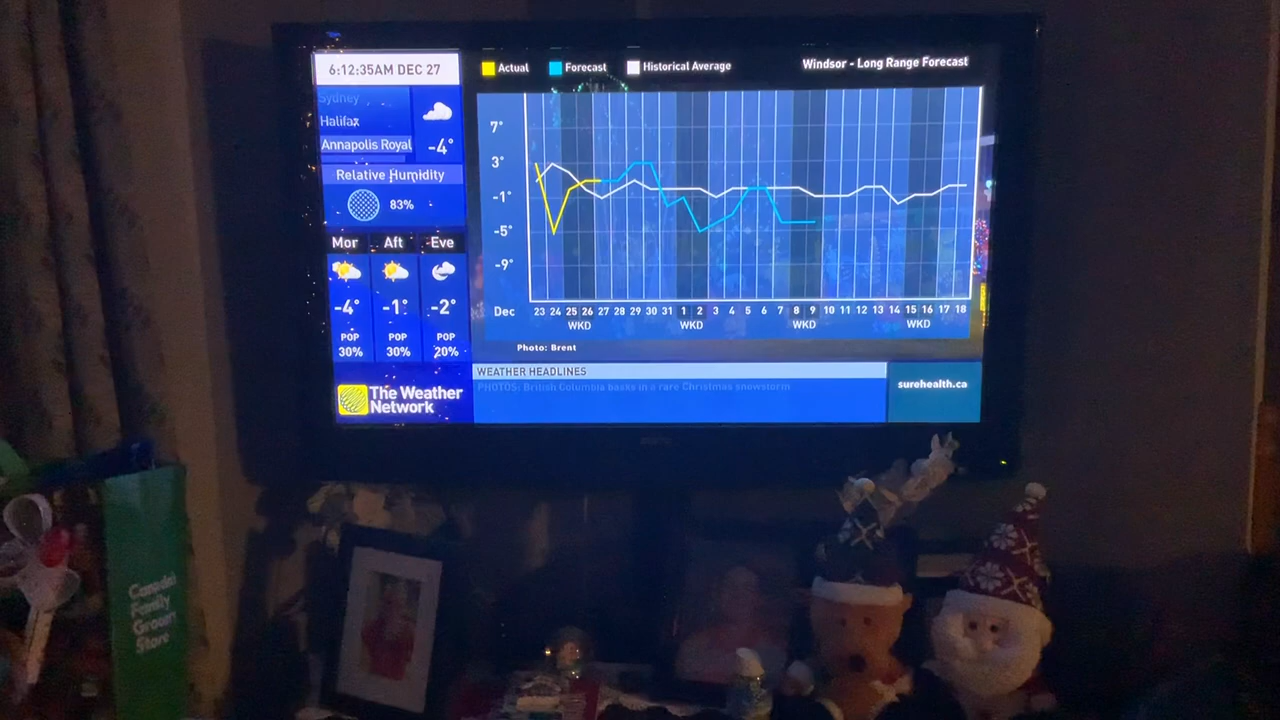 6:12:35AM DEC 27
Actual
Forecast
Historical Average
Windsor - Long Range Forecast
Sydney
Halifax
Annapolis Royal
-4°
Relative Humidity
83%
Mor Aft Eve
-4° -1° -2°
POP POP POP
30% 30% 20%
The Weather
Network
7°
3°
-1°
-5°
-9°
Dec 23 24 25 26 27 28 29 30 31 1 2 3 4 5 6 7 8 9 10 11 12 13 14 15 16 17 18
WKD WKD WKD WKD
Photo: Brent
WEATHER HEADLINES
PHOTOS: British Columbia basks in a rare Christmas snowstorm
surehealth.ca
Canada's
Family
Growin
Store